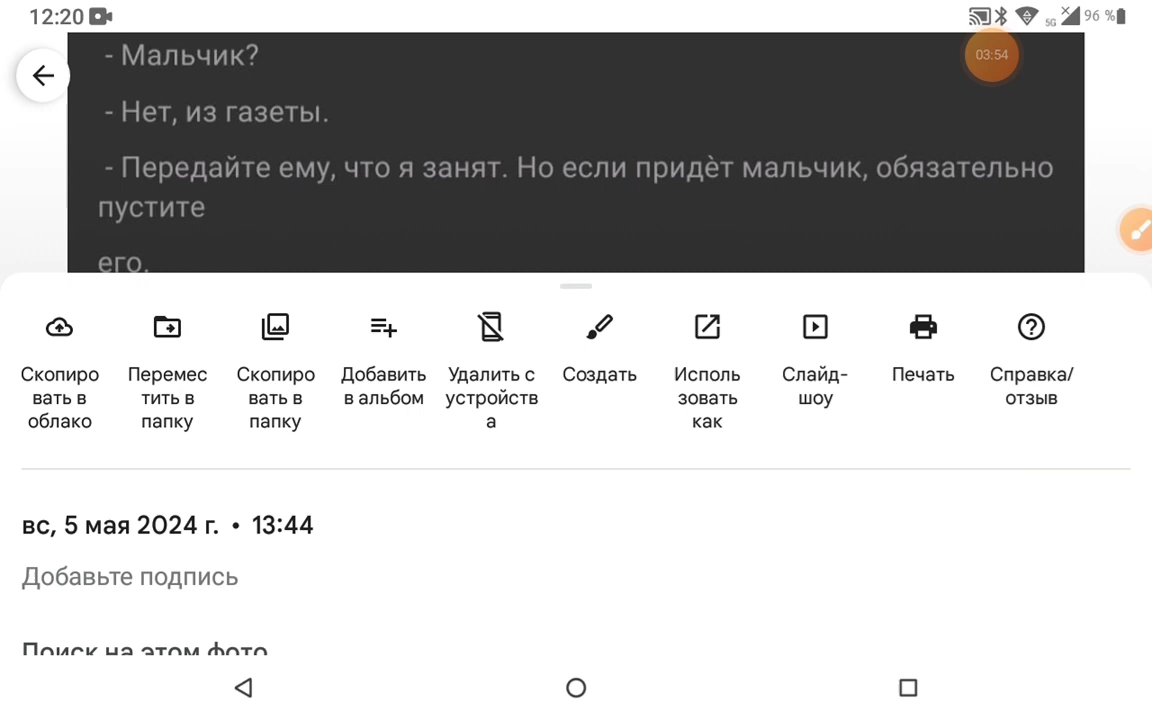 12:20
5G
96 %
- Мальчик?
03:54
- Нет, из газеты.
- Передайте ему, что я занят. Но если придѐт мальчик, обязательно
пустите
его.
Скопиро
вать в
облако
Перемес
тить в
папку
Скопиро
вать в
папку
Добавить
в альбом
Удалить с
устройств
а
Создать
Исполь
зовать
как
Слайд-
шоу
Печать
Справка/
отзыв
вс, 5 мая 2024 г. • 13:44
Добавьте подпись
Поиск на этом фото